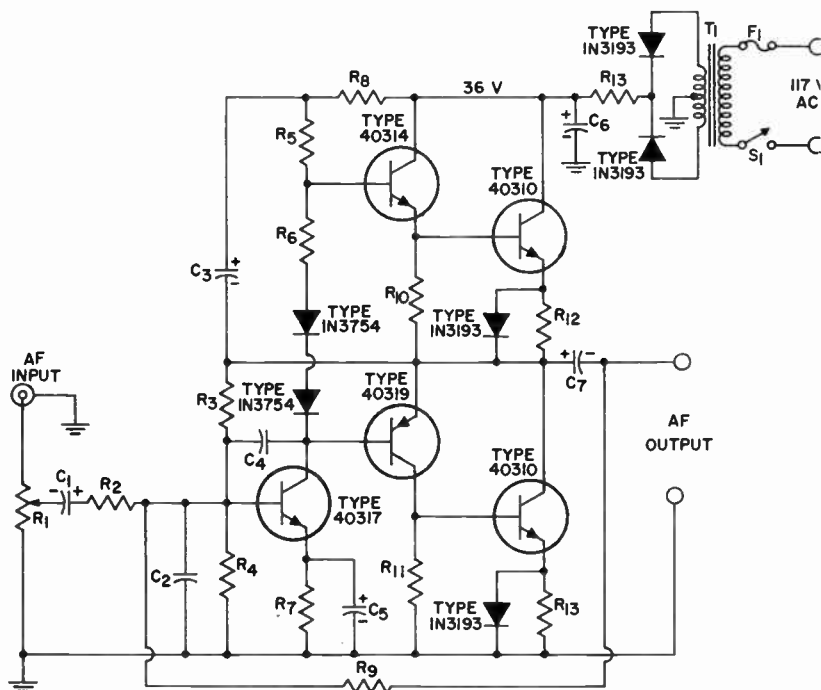 TYPE
1N3193
T1
F1
R8
36 V
R13
117 V
AC
R5
TYPE
40314
+
-
C6
TYPE
1N3193
S1
TYPE
40310
R6
C3
+
-
R10
TYPE
1N3754
TYPE
1N3193
R12
+
-
C7
AF
INPUT
R3
TYPE
1N3754
TYPE
40319
C4
AF
OUTPUT
TYPE
40310
C1
-
+
R2
R1
TYPE
40317
C2
R4
R7
+
-
C5
R11
TYPE
1N3193
R13
R9